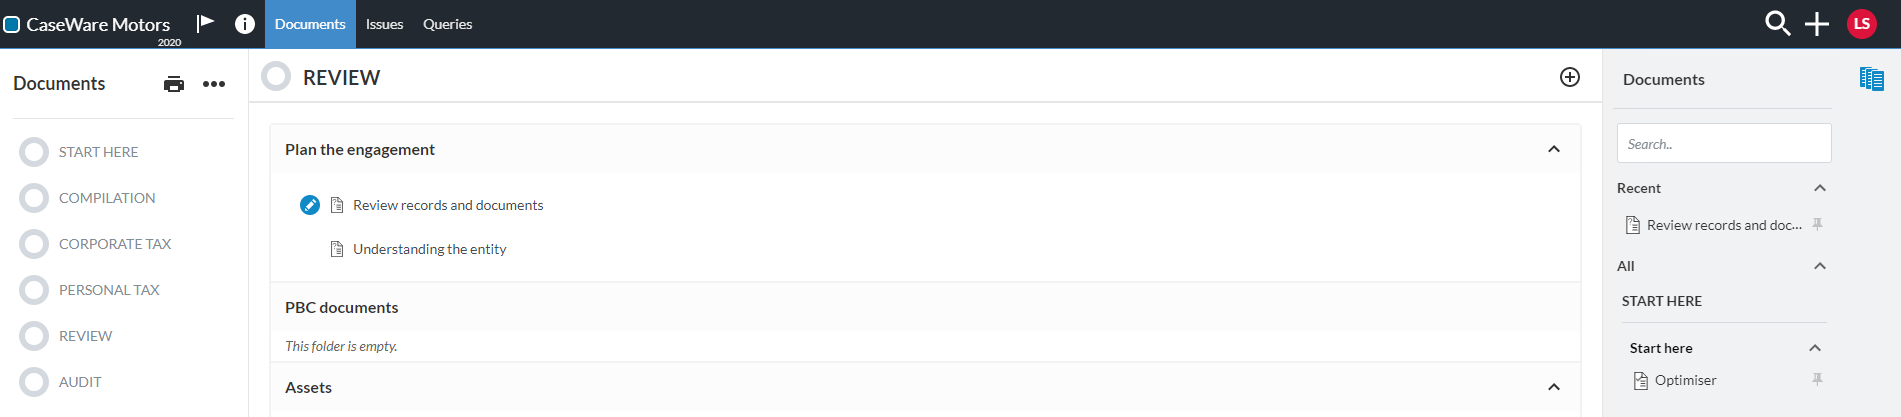 CaseWare Motors
2020
Documents Issues Queries
LS
Documents
START HERE
COMPILATION
CORPORATE TAX
PERSONAL TAX
REVIEW
AUDIT
REVIEW
Plan the engagement
Review records and documents
Understanding the entity
PBC documents
This folder is empty.
Assets
Documents
Search..
Recent
Review records and doc...
All
START HERE
Start here
Optimiser